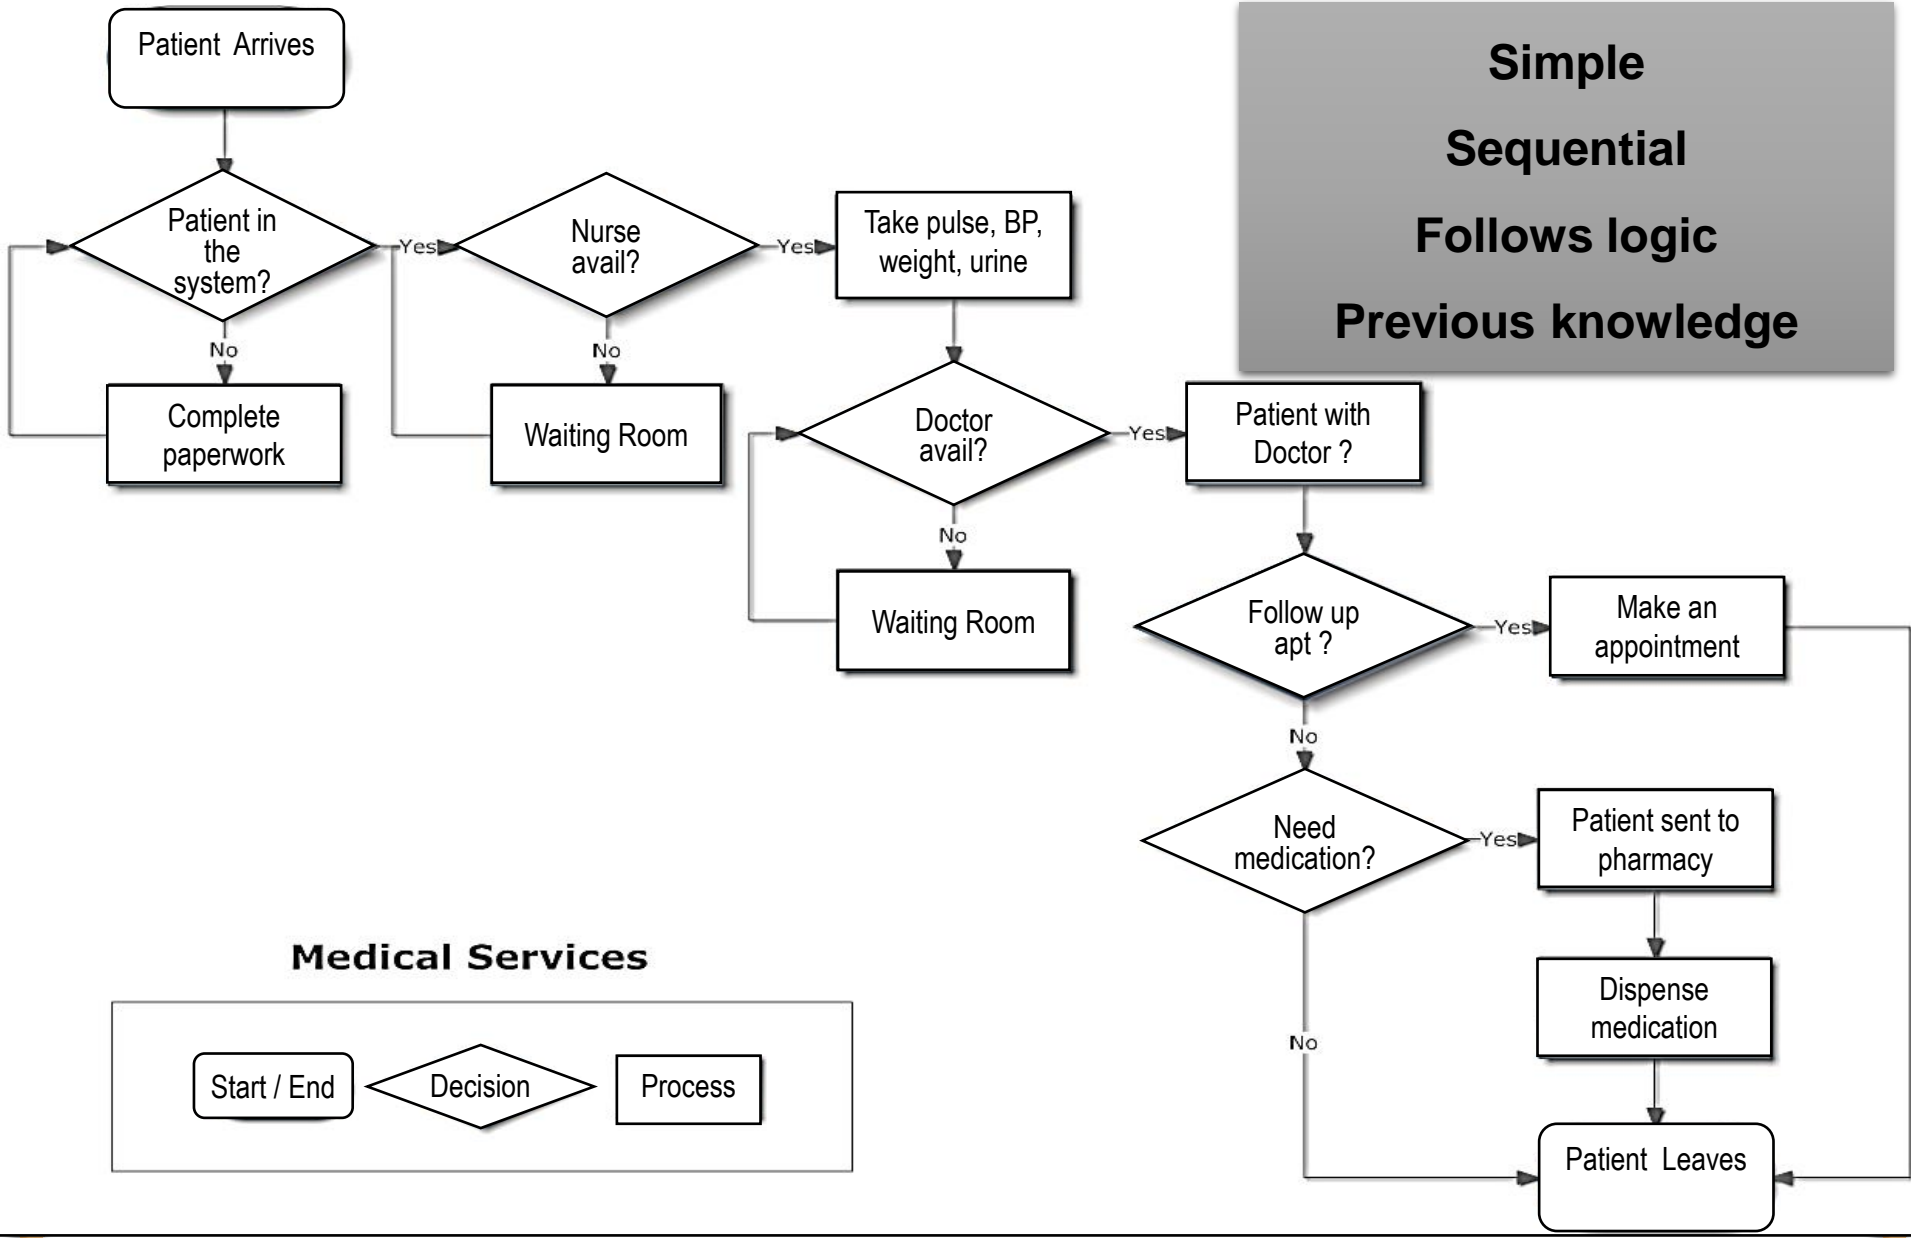 Patient Arrives
Simple
Sequential
Follows logic
Previous knowledge
Patient in
the
system?
Yes
Nurse
avail?
Yes
Take pulse, BP,
weight, urine
No
No
Complete
paperwork
Waiting Room
Doctor
avail?
Yes
Patient with
Doctor ?
No
Waiting Room
Follow up
apt ?
Yes
Make an
appointment
No
Need
medication?
Yes
Patient sent to
pharmacy
Dispense
medication
No
Patient Leaves
Medical Services
Start / End
Decision
Process